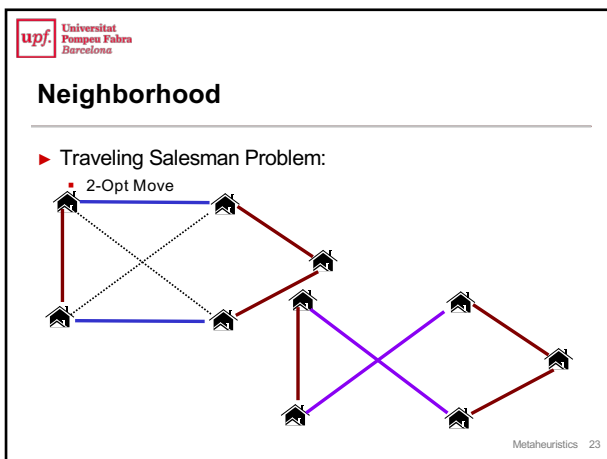 upf.
Universitat
Pompeu Fabra
Barcelona
Neighborhood
► Traveling Salesman Problem:
▪ 2-Opt Move
Metaheuristics 23